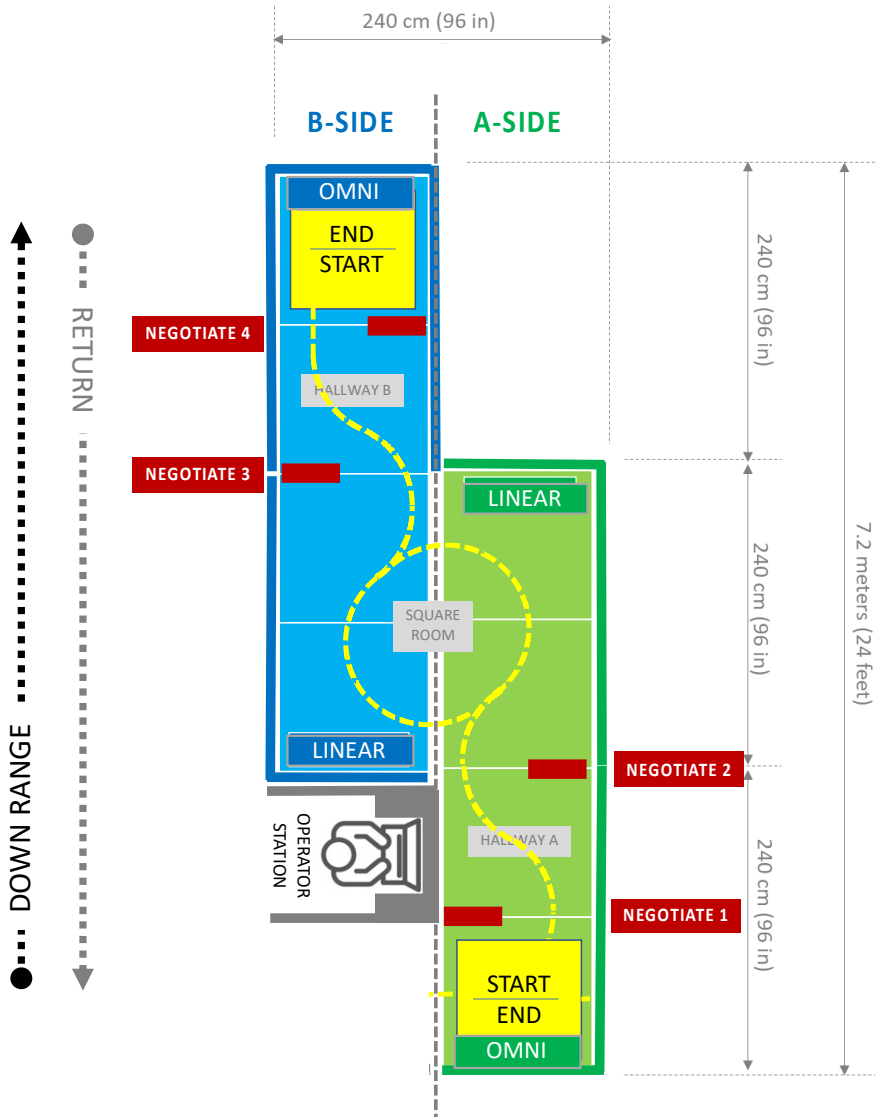 240 cm (96 in)
B-SIDE
A-SIDE
OMNI
END
START
NEGOTIATE 4
HALLWAY B
NEGOTIATE 3
LINEAR
SQUARE
ROOM
LINEAR
NEGOTIATE 2
HALLWAY A
OPERATOR
STATION
NEGOTIATE 1
START
END
OMNI
DOWN RANGE
RETURN
240 cm (96 in)
240 cm (96 in)
240 cm (96 in)
7.2 meters (24 feet)